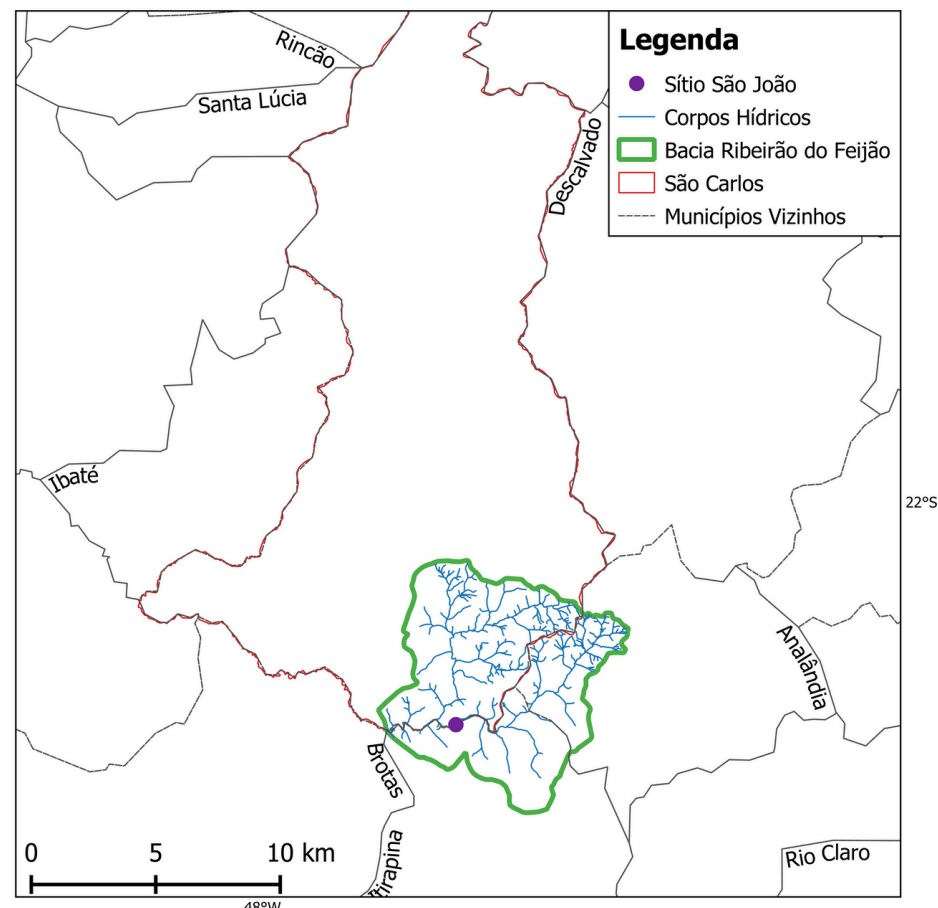 Rincão
Santa Lúcia
Descalvado
Legenda
Sítio São João
Corpos Hídricos
Bacia Ribeirão do Feijão
São Carlos
Municípios Vizinhos
Ibaté
22°S
Analândia
Brotas
Itirapina
Rio Claro
0 5 10 km
48°W